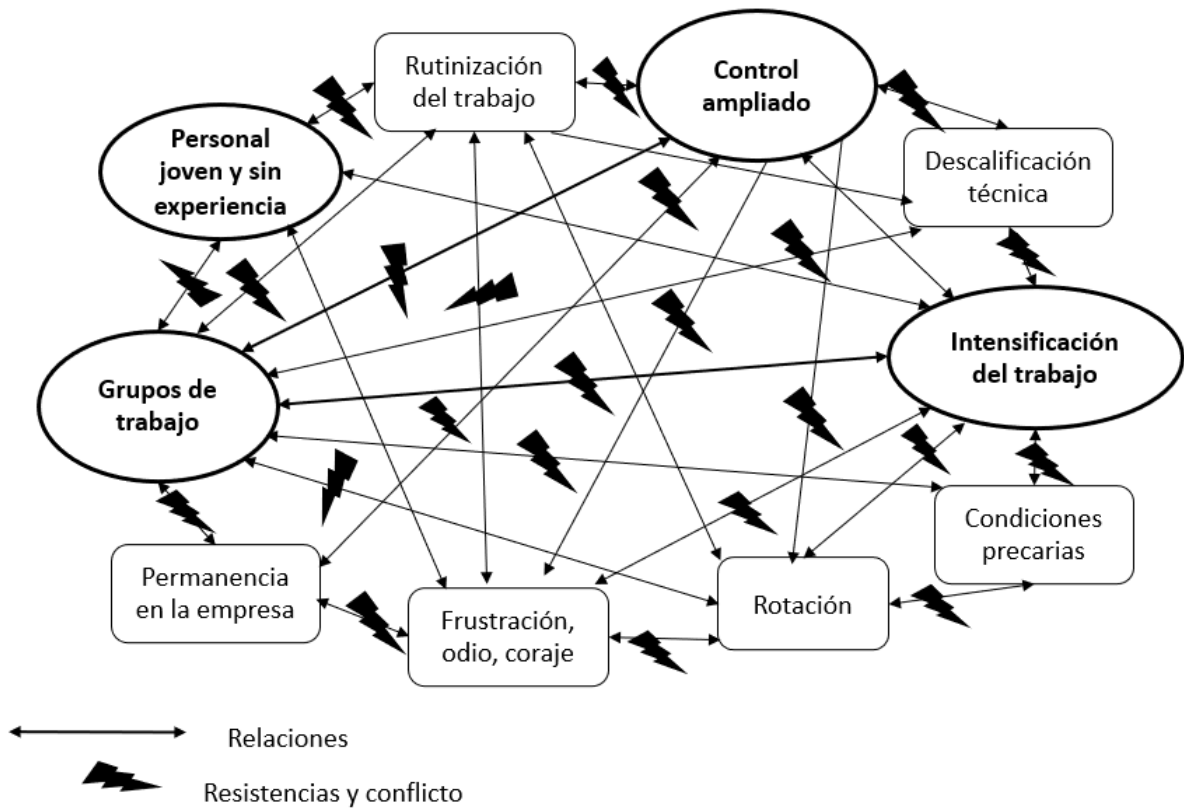 Rutinización
del trabajo
Control
ampliado
Personal
joven y sin
experiencia
Descalificación
técnica
Grupos de
trabajo
Intensificación
del trabajo
Permanencia
en la empresa
Frustración,
odio, coraje
Rotación
Condiciones
precarias
Relaciones
Resistencias y conflicto